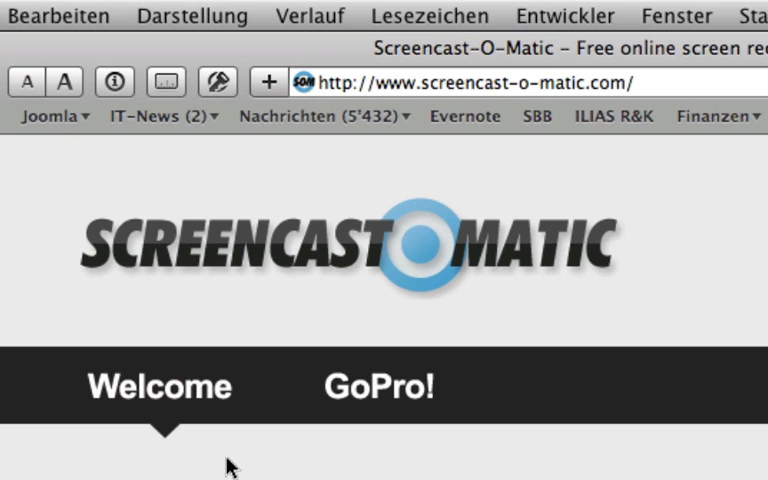 Bearbeiten Darstellung Verlauf Lesezeichen Entwickler Fenster Sta
Screencast-O-Matic – Free online screen rec
A A + SOM http://www.screencast-o-matic.com/
Joomla▾ IT-News (2)▾ Nachrichten (5'432)▾ Evernote SBB ILIAS R&K Finanzen▾
SCREENCAST O MATIC
Welcome GoPro!